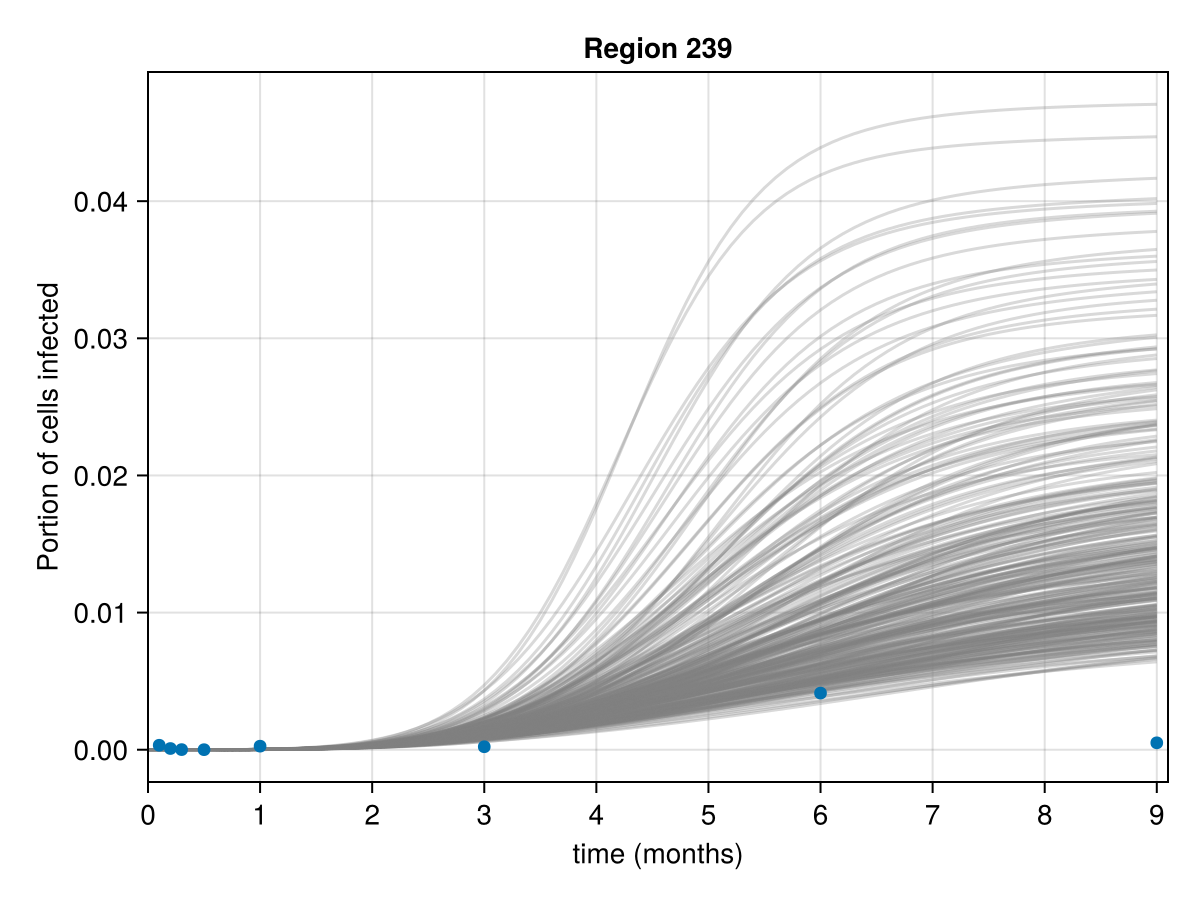 Region 239
Portion of cells infected
0.04
0.03
0.02
0.01
0.00
0 1 2 3 4 5 6 7 8 9
time (months)